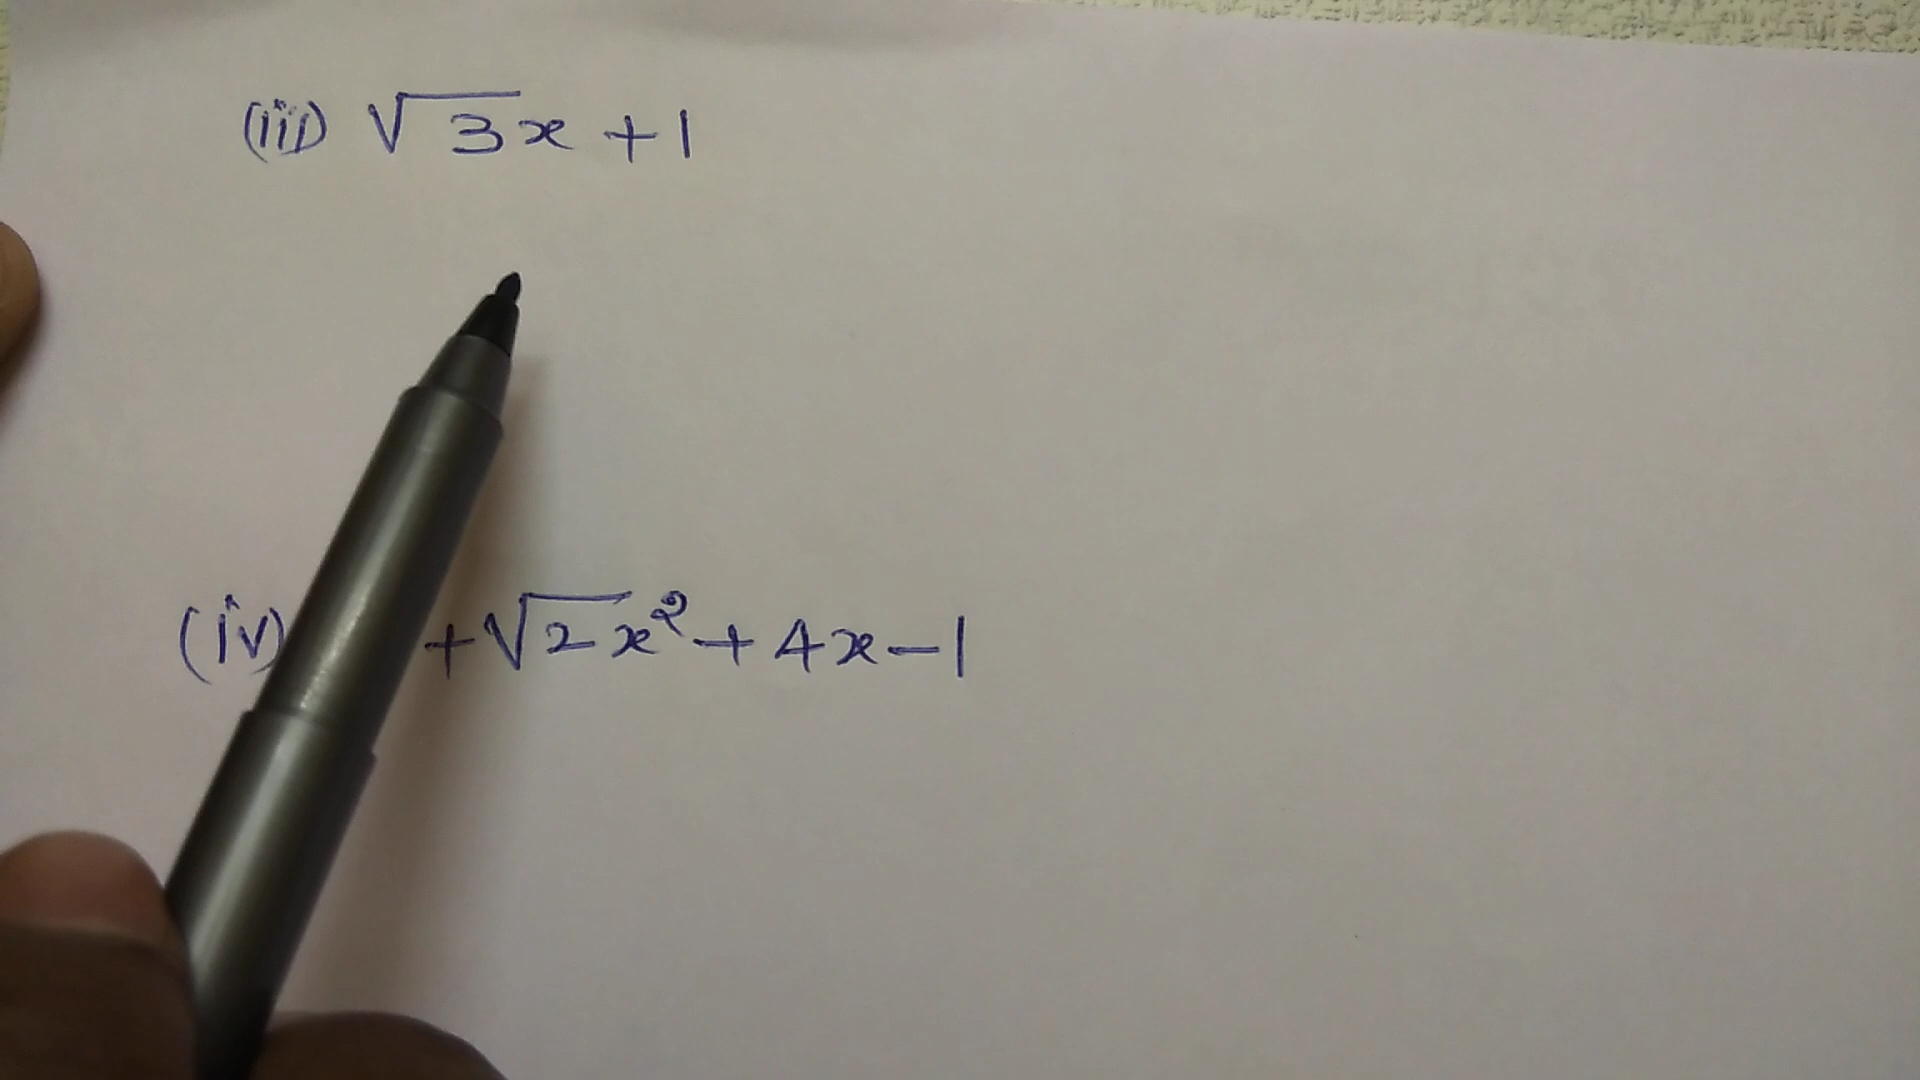 (iii) √3x + 1
(iv) + √2x² + 4x - 1